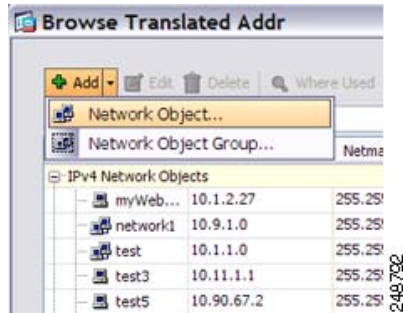 Browse Translated Addr
Add Edit Delete Where Used
Network Object...
Network Object Group...
Netma
IPv4 Network Objects
myWeb... 10.1.2.27 255.25
network1 10.9.1.0 255.25
test 10.1.1.0 255.25
test3 10.11.1.1 255.25
test5 10.90.67.2 255.25
248792